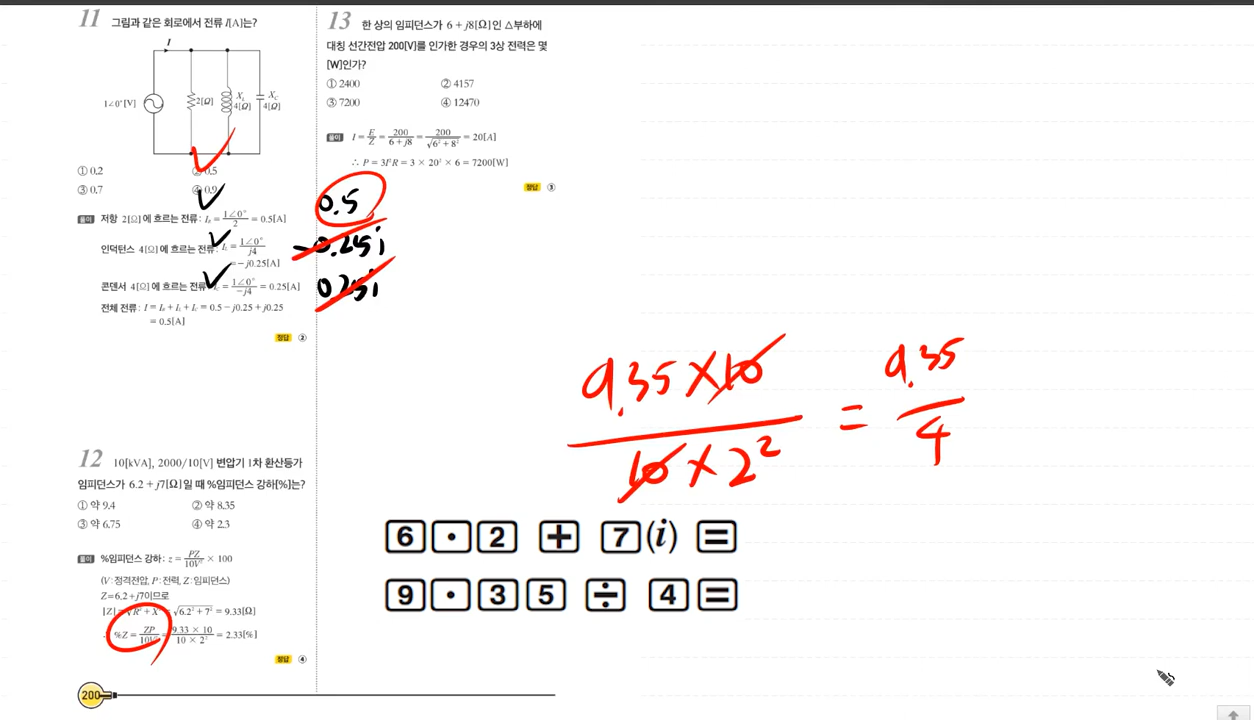 11 그림과 같은 회로에서 전류 I[A]는?
I
1∠0°[V]
2[Ω]
X_L
4[Ω]
X_C
4[Ω]
① 0.2
② 0.5
③ 0.7
④ 0.9
풀이 저항 2[Ω]에 흐르는 전류 : I_R = 1∠0° / 2 = 0.5[A]
인덕턴스 4[Ω]에 흐르는 전류 : I_L = 1∠0° / j4
= −j0.25[A]
콘덴서 4[Ω]에 흐르는 전류 : I_C = 1∠0° / −j4 = 0.25[A]
전체 전류 : I = I_R + I_L + I_C = 0.5 − j0.25 + j0.25
= 0.5[A]
정답 ②
0.5
-0.25i
0.25i
12 10[kVA], 2000/10[V] 변압기 1차 환산등가
임피던스가 6.2 + j7[Ω]일 때 %임피던스 강하[%]는?
① 약 9.4
② 약 8.35
③ 약 6.75
④ 약 2.3
풀이 %임피던스 강하 : z = PZ / 10V² × 100
(V : 정격전압, P : 전력, Z : 임피던스)
Z = 6.2 + j7이므로
|Z| = √R² + X² = √6.2² + 7² = 9.33[Ω]
∴ %Z = ZP / 10V² = 9.33 × 10 / 10 × 2² = 2.33[%]
정답 ④
200
13 한 상의 임피던스가 6 + j8[Ω]인 △부하에
대칭 선간전압 200[V]를 인가한 경우의 3상 전력은 몇
[W]인가?
① 2400
② 4157
③ 7200
④ 12470
풀이 I = E / Z = 200 / 6 + j8 = 200 / √6² + 8² = 20[A]
∴ P = 3I²R = 3 × 20² × 6 = 7200[W]
정답 ③
9.35 × 10 / 10 × 2² = 9.35 / 4
6 · 2 + 7 (i) =
9 · 3 5 ÷ 4 =